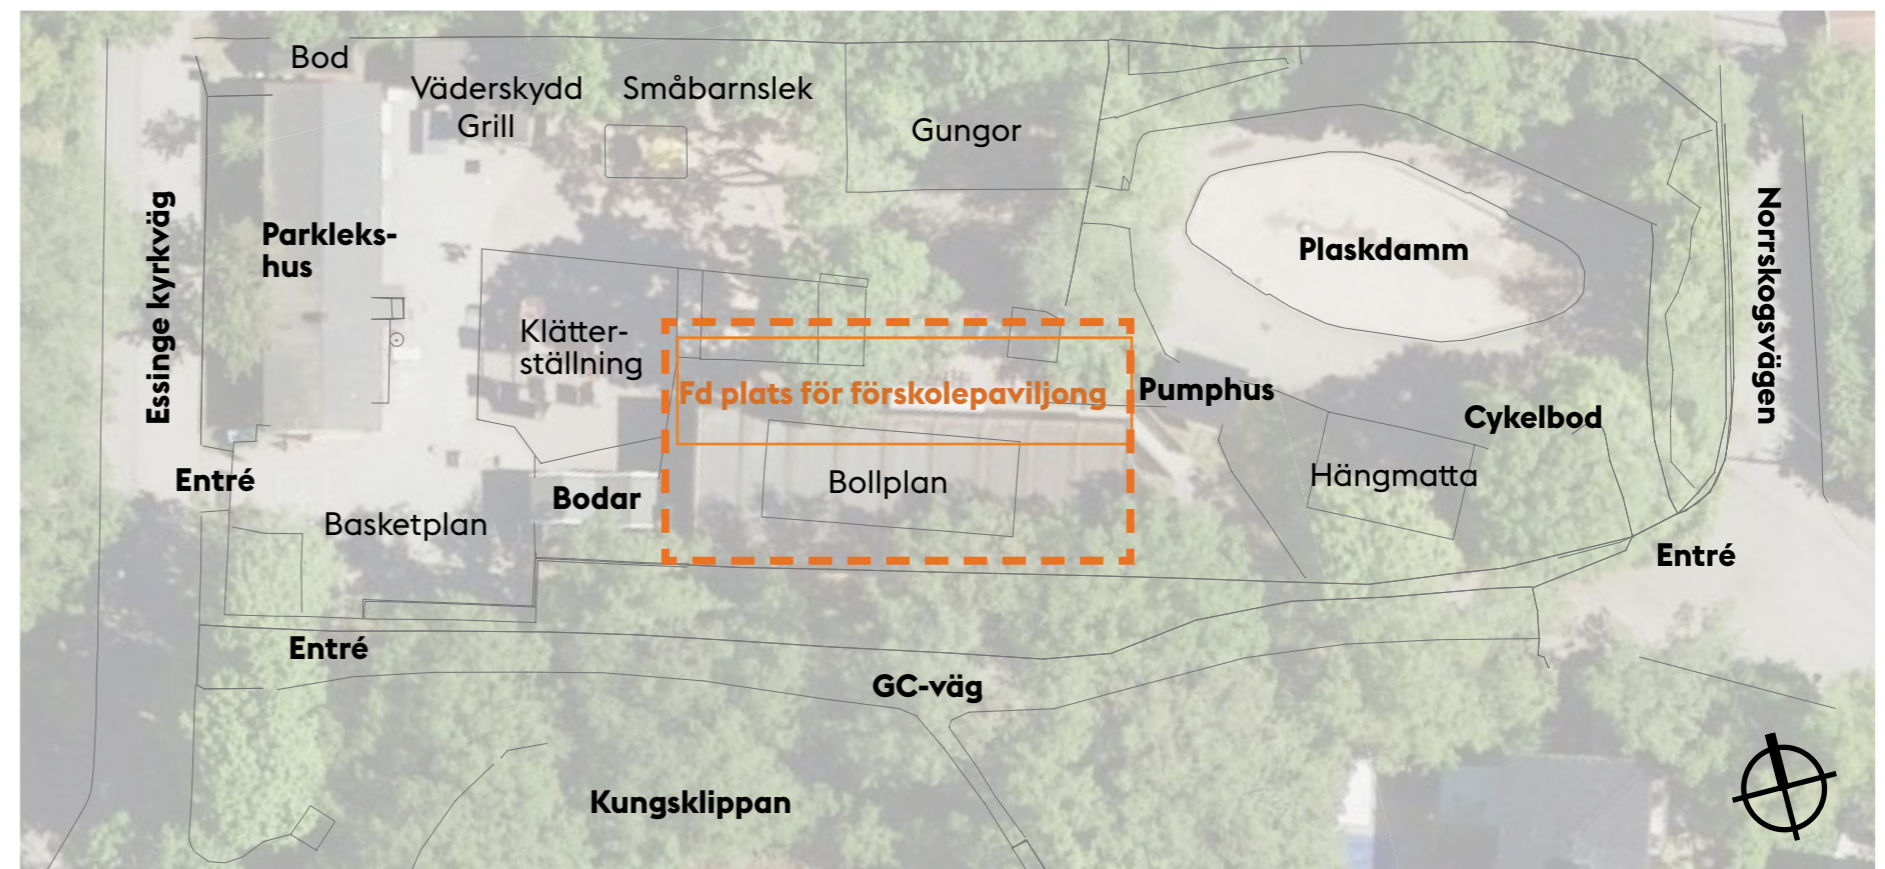 Bod
Väderskydd
Grill
Småbarnslek
Gungor
Essinge kyrkväg
Parkleks-
hus
Plaskdamm
Norrskogsvägen
Klätter-
ställning
Fd plats för förskolepaviljong
Pumphus
Cykelbod
Entré
Bodar
Bollplan
Hängmatta
Basketplan
Entré
Entré
GC-väg
Kungsklippan